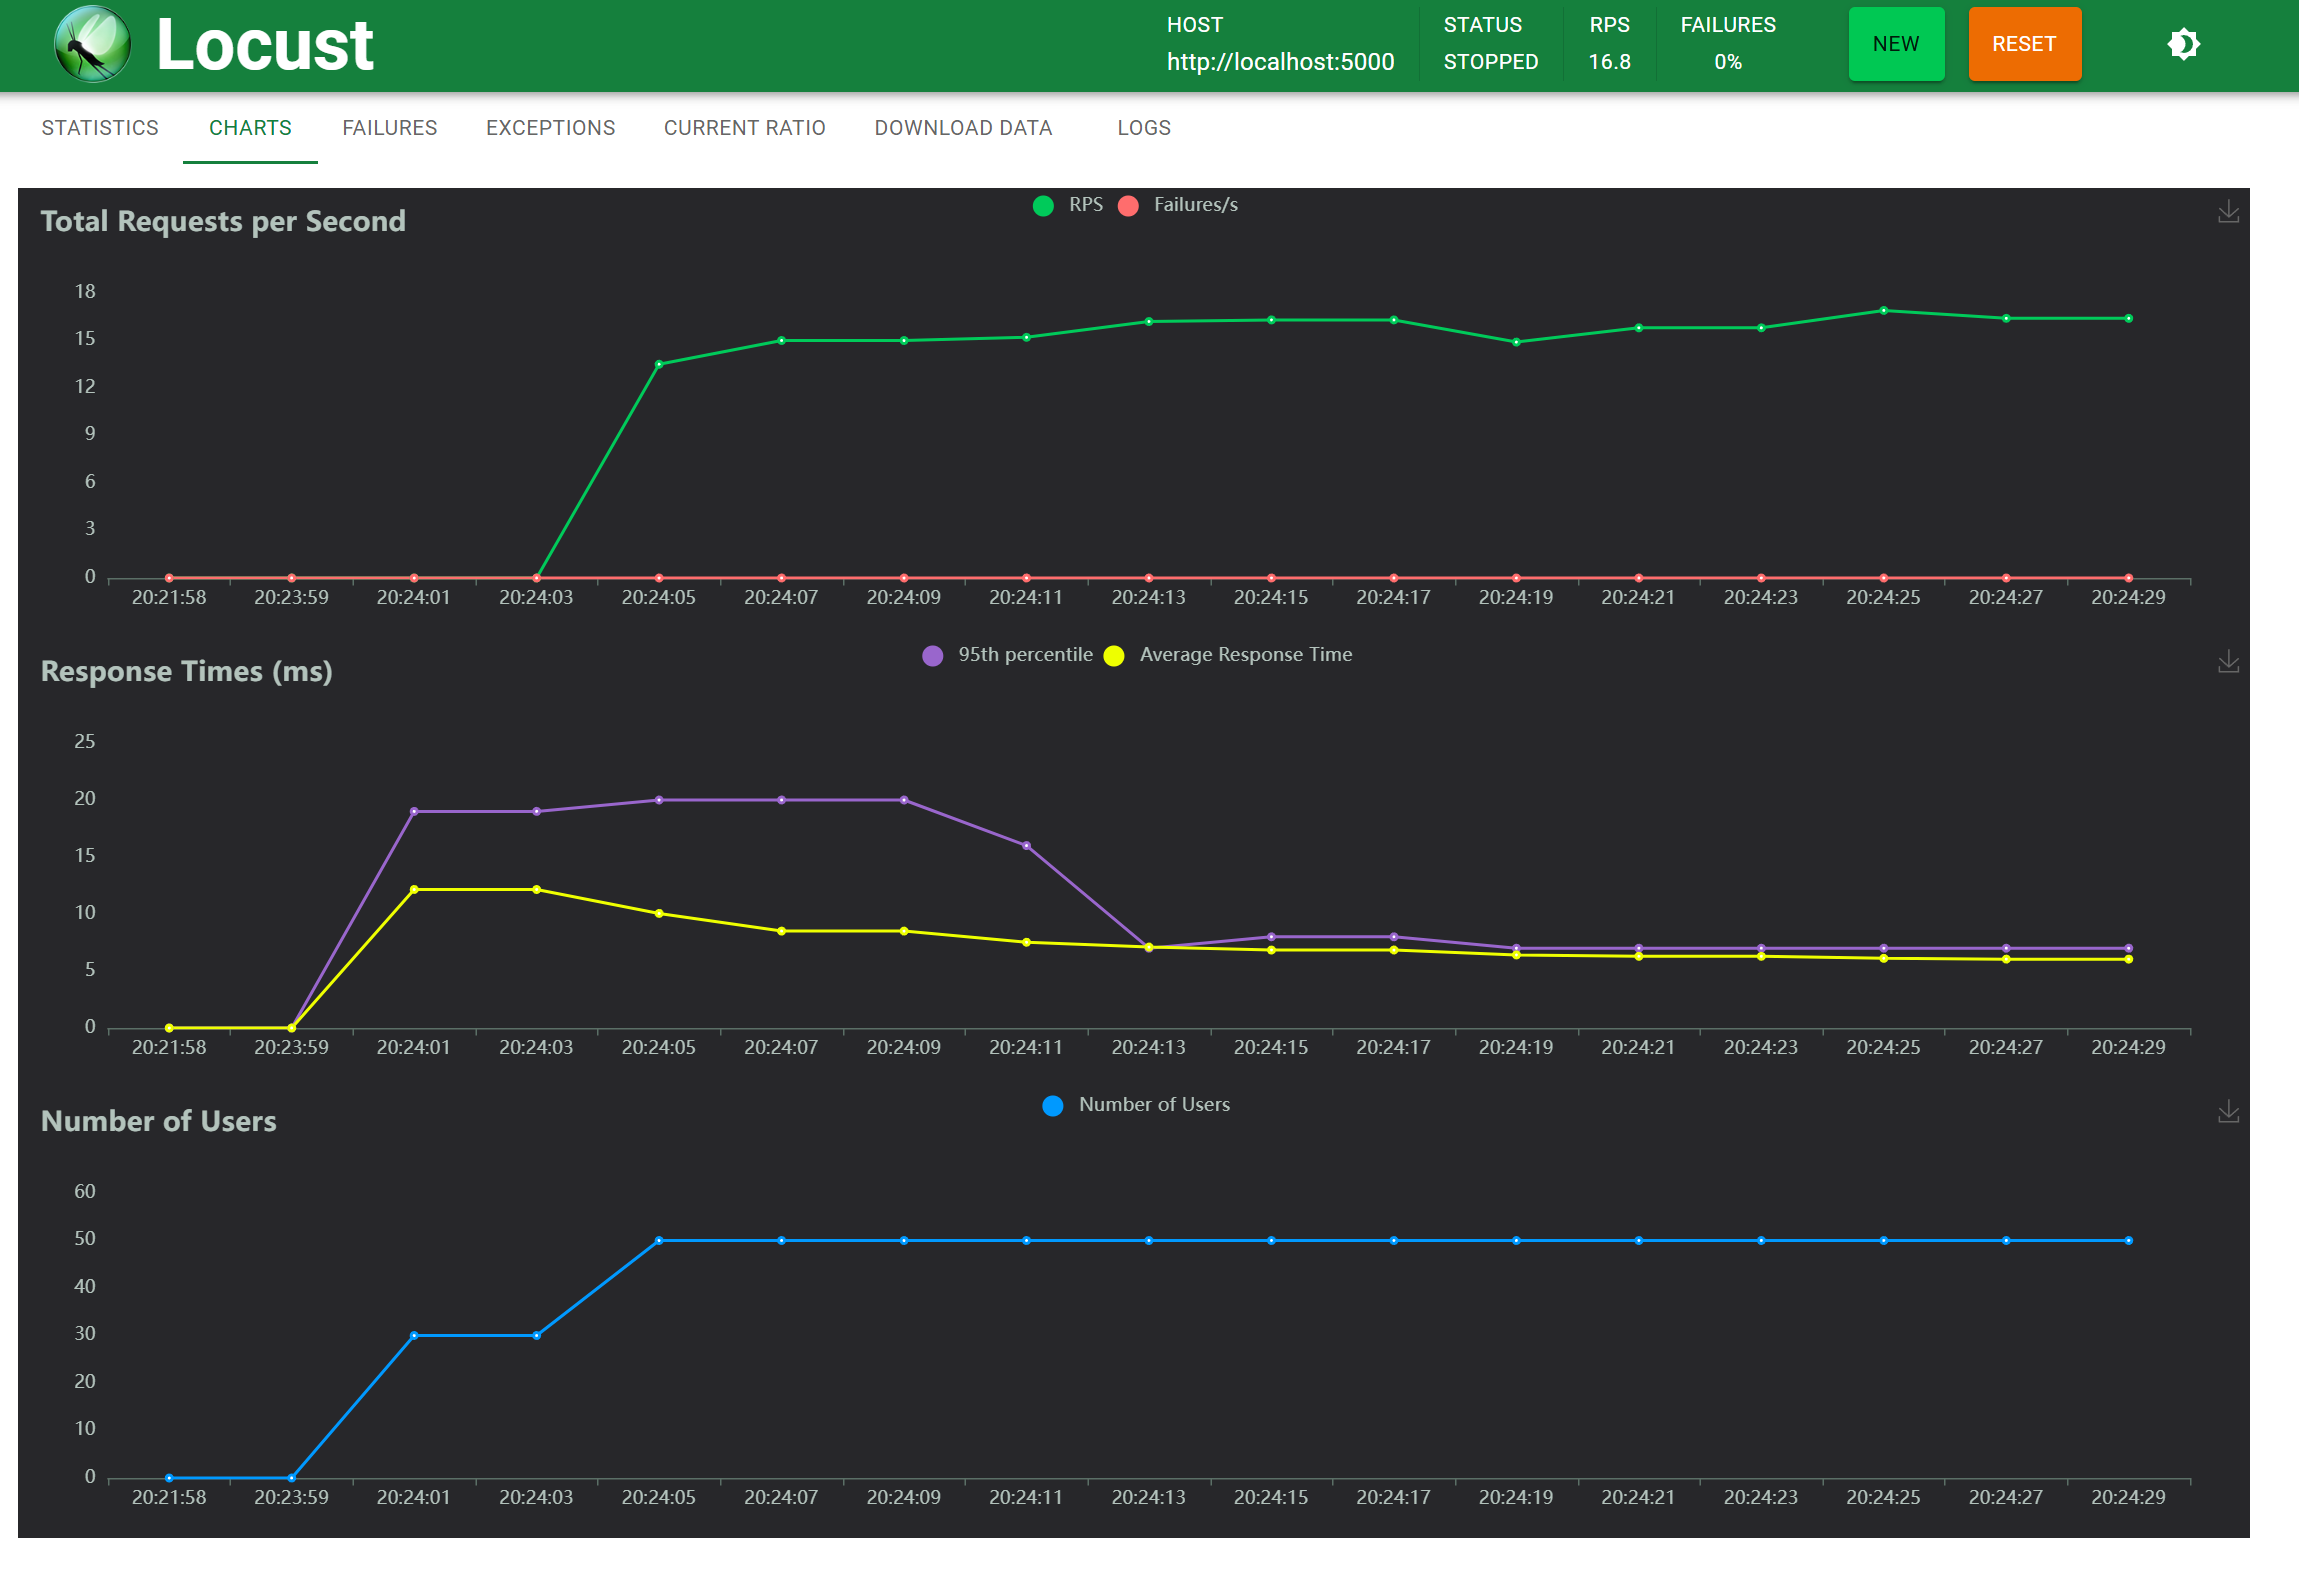 Locust
HOST
http://localhost:5000
STATUS
STOPPED
RPS
16.8
FAILURES
0%
NEW
RESET
STATISTICS CHARTS FAILURES EXCEPTIONS CURRENT RATIO DOWNLOAD DATA LOGS
Total Requests per Second
RPS Failures/s
18
15
12
9
6
3
0
20:21:58 20:23:59 20:24:01 20:24:03 20:24:05 20:24:07 20:24:09 20:24:11 20:24:13 20:24:15 20:24:17 20:24:19 20:24:21 20:24:23 20:24:25 20:24:27 20:24:29
Response Times (ms)
95th percentile Average Response Time
25
20
15
10
5
0
20:21:58 20:23:59 20:24:01 20:24:03 20:24:05 20:24:07 20:24:09 20:24:11 20:24:13 20:24:15 20:24:17 20:24:19 20:24:21 20:24:23 20:24:25 20:24:27 20:24:29
Number of Users
Number of Users
60
50
40
30
20
10
0
20:21:58 20:23:59 20:24:01 20:24:03 20:24:05 20:24:07 20:24:09 20:24:11 20:24:13 20:24:15 20:24:17 20:24:19 20:24:21 20:24:23 20:24:25 20:24:27 20:24:29